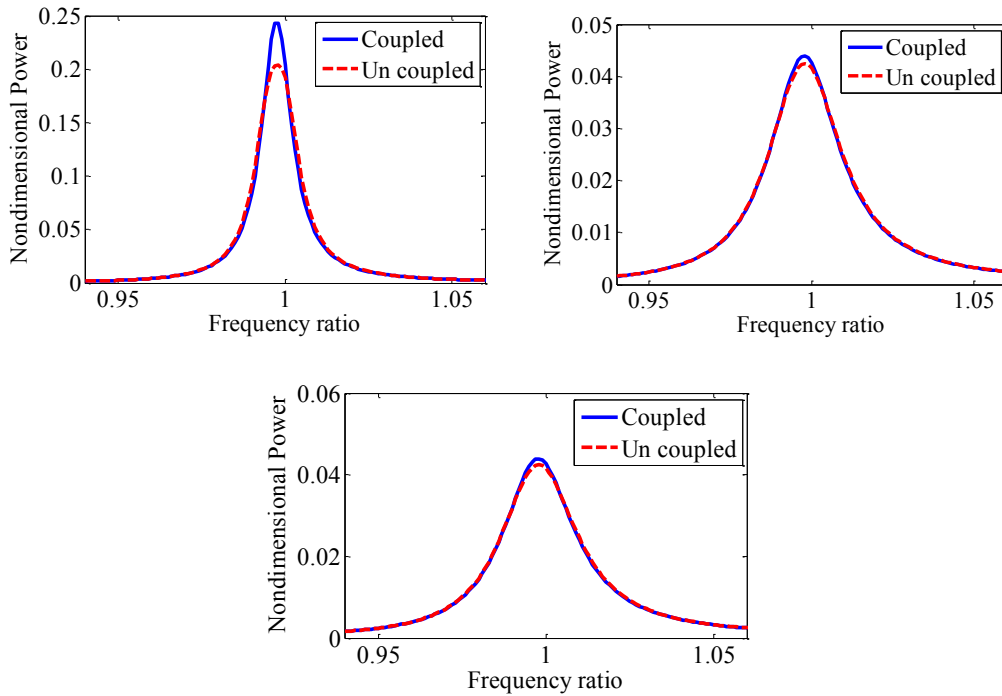 0.25
0.2
0.15
0.1
0.05
0
Nondimensional Power
Coupled
Un coupled
0.95
1
1.05
Frequency ratio
0.05
0.04
0.03
0.02
0.01
0
Nondimensional Power
Coupled
Un coupled
0.95
1
1.05
Frequency ratio
0.06
0.04
0.02
0
Nondimensional Power
Coupled
Un coupled
0.95
1
1.05
Frequency ratio